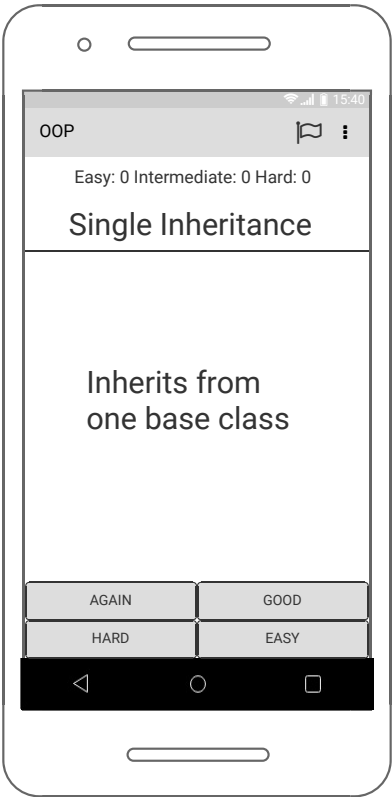 15:40
OOP
Easy: 0 Intermediate: 0 Hard: 0
Single Inheritance
Inherits from
one base class
AGAIN GOOD
HARD EASY